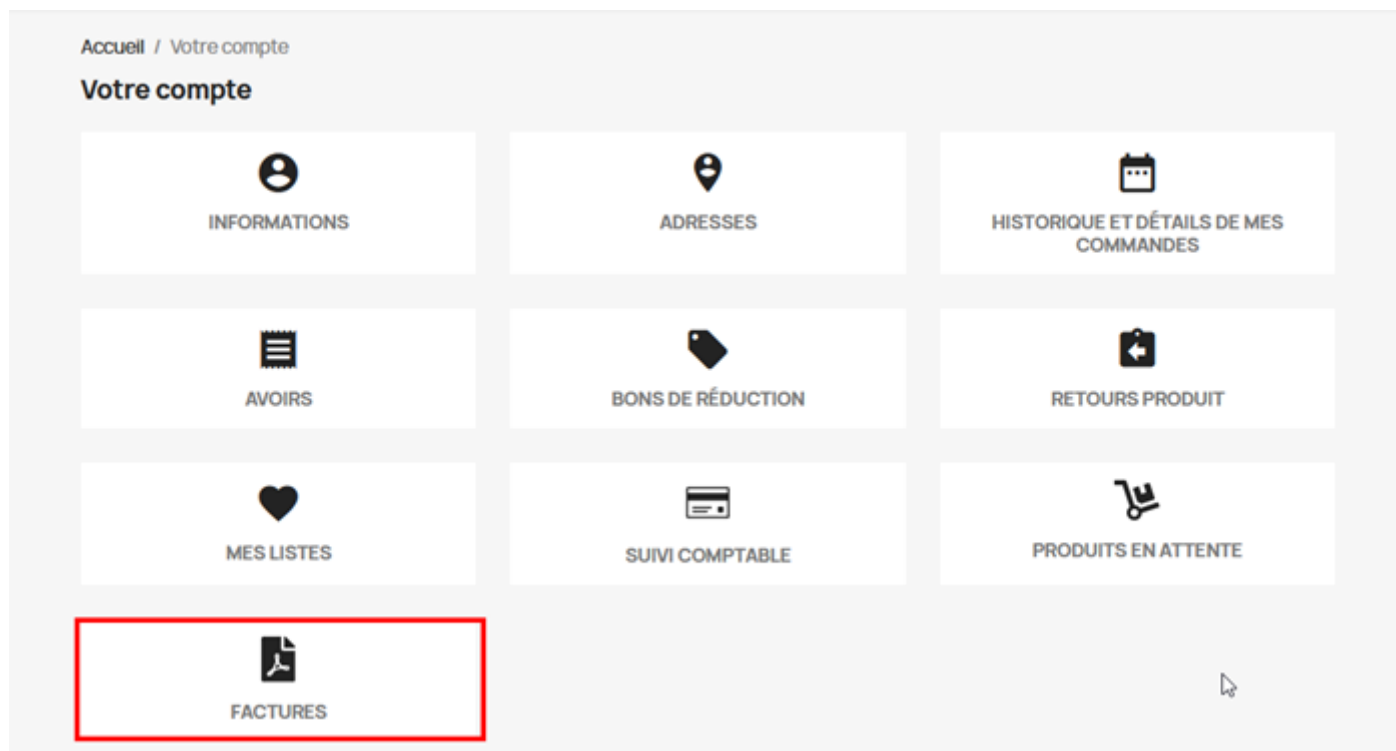 Accueil / Votre compte
Votre compte
INFORMATIONS
ADRESSES
HISTORIQUE ET DÉTAILS DE MES
COMMANDES
AVOIRS
BONS DE RÉDUCTION
RETOURS PRODUIT
MES LISTES
SUIVI COMPTABLE
PRODUITS EN ATTENTE
FACTURES